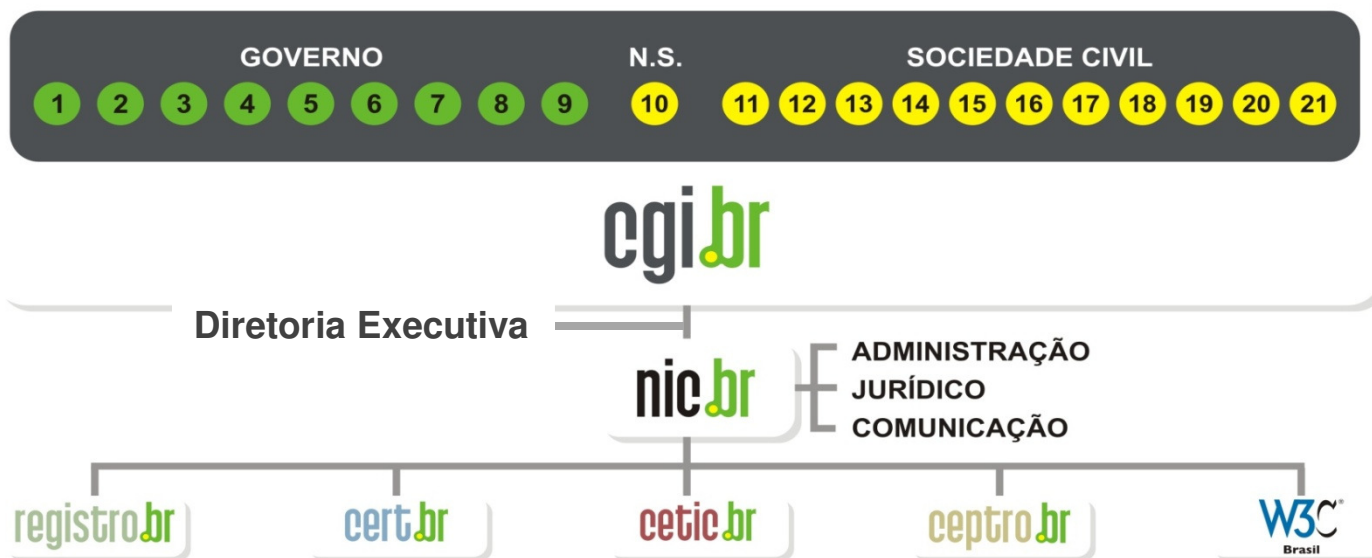 GOVERNO N.S. SOCIEDADE CIVIL
1 2 3 4 5 6 7 8 9 10 11 12 13 14 15 16 17 18 19 20 21
cgi.br
Diretoria Executiva
nic.br
ADMINISTRAÇÃO
JURÍDICO
COMUNICAÇÃO
registro.br cert.br cetic.br ceptro.br W3C®
Brasil